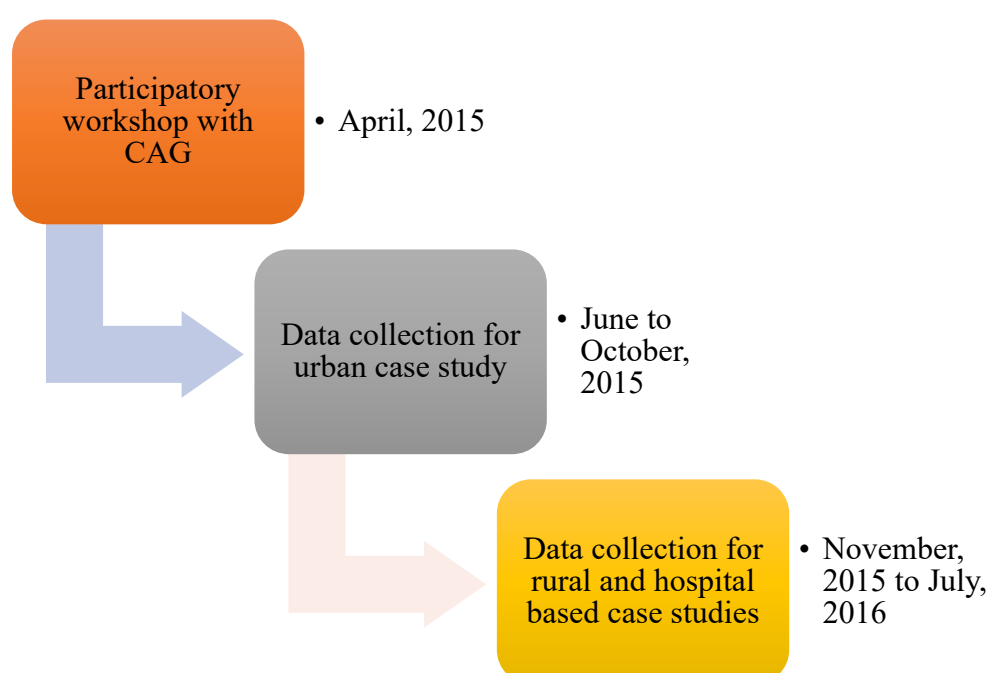 Participatory
workshop with
CAG
• April, 2015
Data collection for
urban case study
• June to
October,
2015
Data collection for
rural and hospital
based case studies
• November,
2015 to July,
2016